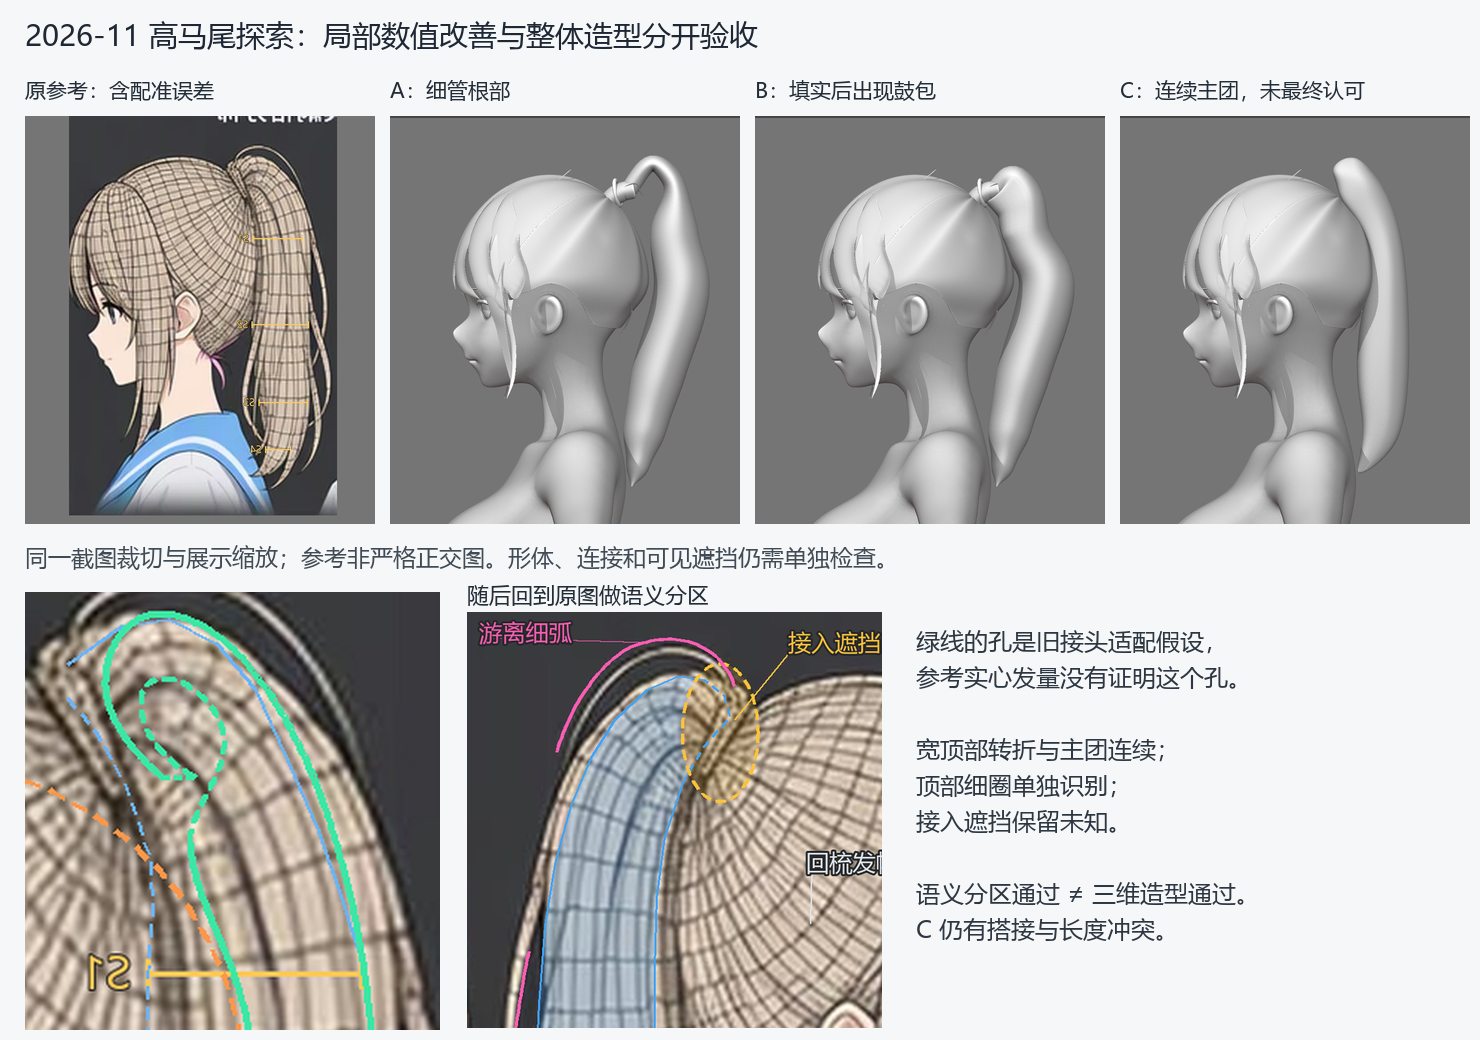 2026-11 高马尾探索：局部数值改善与整体造型分开验收
原参考：含配准误差
A：细管根部
B：填实后出现鼓包
C：连续主团，未最终认可
同一截图裁切与展示缩放；参考非严格正交图。形体、连接和可见遮挡仍需单独检查。
随后回到原图做语义分区
游离细弧
接入遮挡
回梳发
S1
绿线的孔是旧接头适配假设，
参考实心发量没有证明这个孔。
宽顶部转折与主团连续；
顶部细圈单独识别；
接入遮挡保留未知。
语义分区通过 ≠ 三维造型通过。
C 仍有搭接与长度冲突。